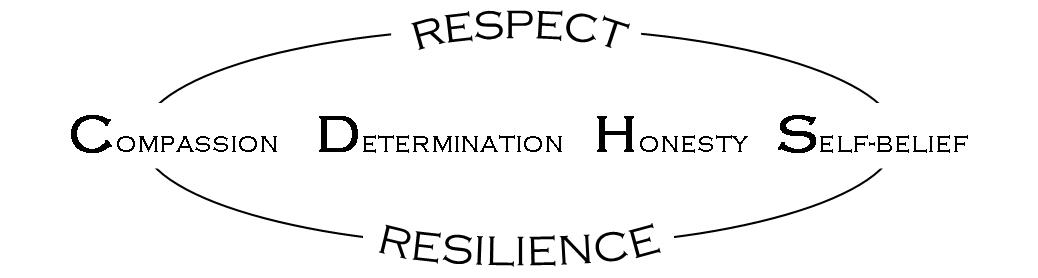 RESPECT
COMPASSION DETERMINATION HONESTY SELF-BELIEF
RESILIENCE